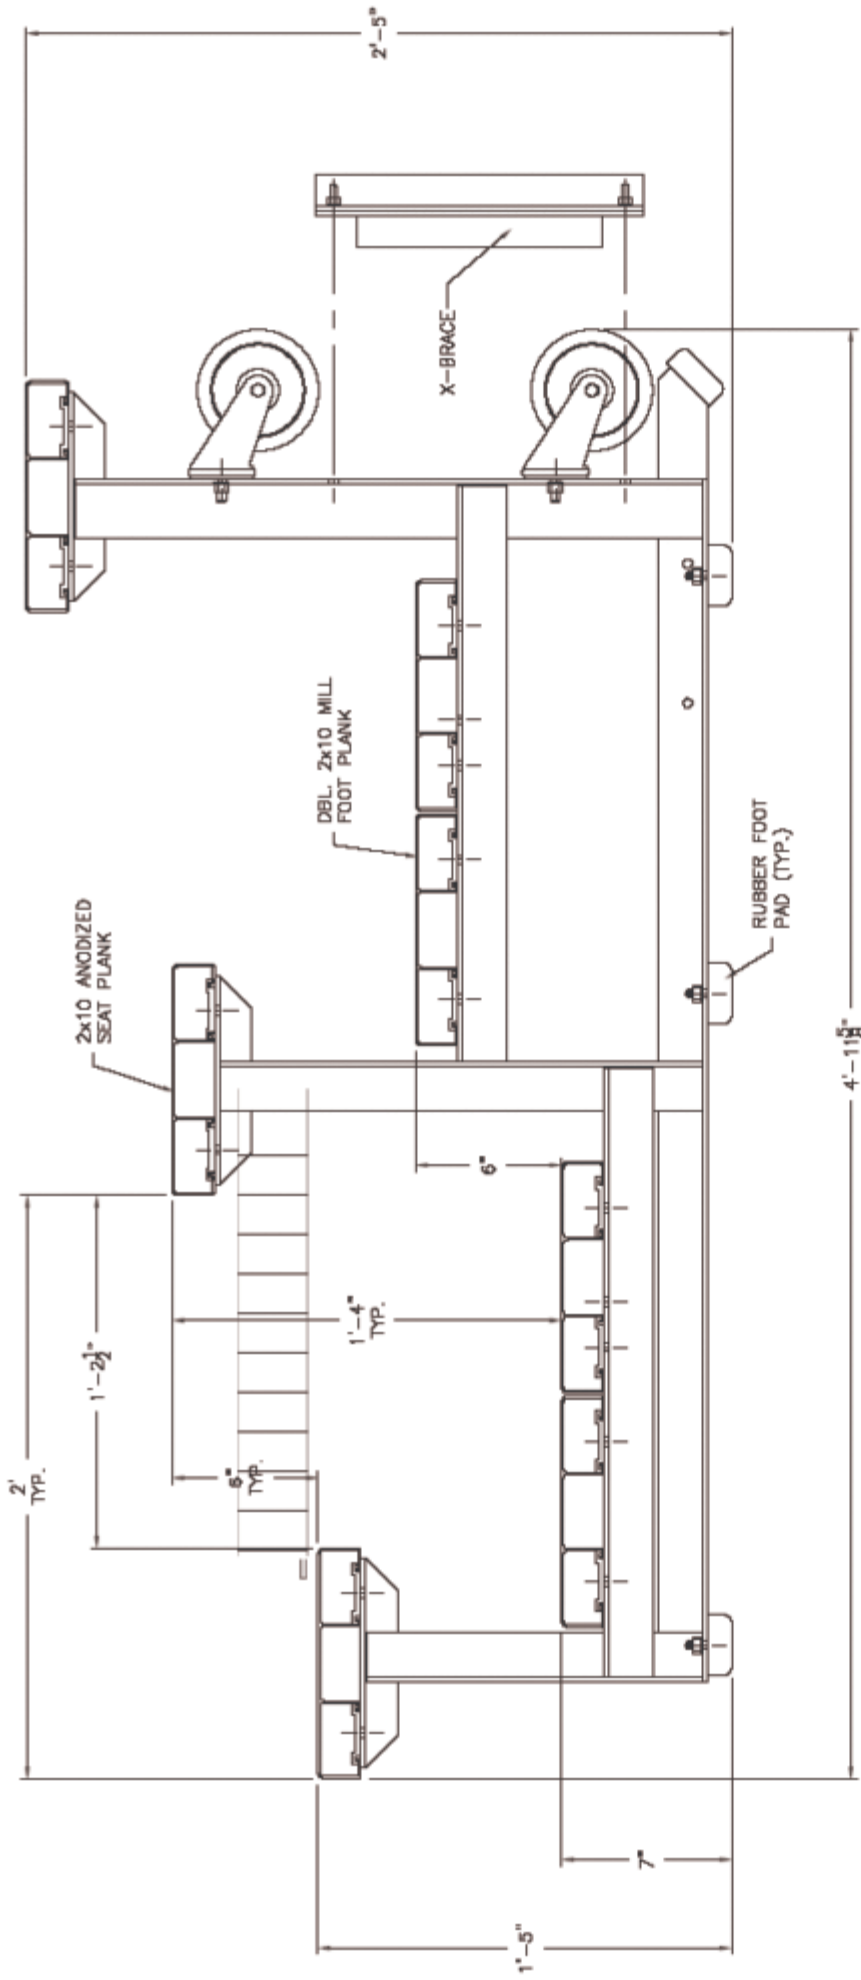 2'-5"
X-BRACE
DBL. 2x10 MILL
FOOT PLANK
2x10 ANODIZED
SEAT PLANK
RUBBER FOOT
PAD (TYP.)
4'-11⅝"
6"
1'-4"
TYP.
1'-2½"
2'
TYP.
6"
TYP.
7"
1'-5"